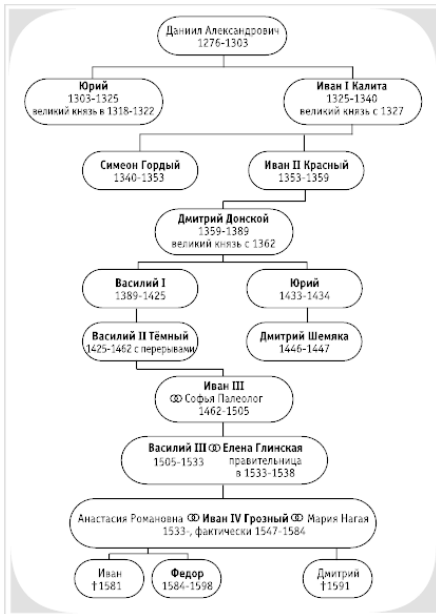 Даниил Александрович
1276-1303
Юрий
1303-1325
великий князь в 1318-1322
Иван I Калита
1325-1340
великий князь с 1327
Симеон Гордый
1340-1353
Иван II Красный
1353-1359
Дмитрий Донской
1359-1389
великий князь с 1362
Василий I
1389-1425
Юрий
1433-1434
Василий II Тёмный
1425-1462 с перерывами
Дмитрий Шемяка
1446-1447
Иван III
Софья Палеолог
1462-1505
Василий III Елена Глинская
1505-1533 правительница
в 1533-1538
Анастасия Романовна Иван IV Грозный Мария Нагая
1533-, фактически 1547-1584
Иван
†1581
Федор
1584-1598
Дмитрий
†1591